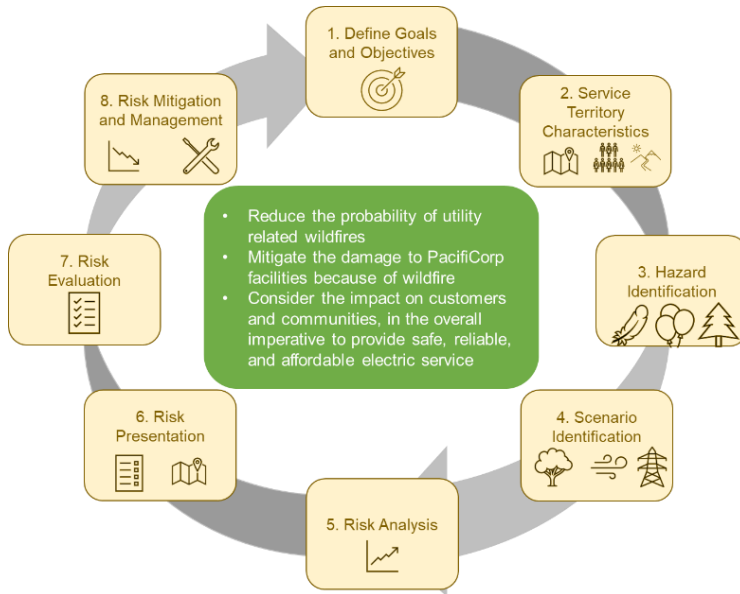 1. Define Goals
and Objectives
2. Service
Territory
Characteristics
3. Hazard
Identification
4. Scenario
Identification
5. Risk Analysis
6. Risk
Presentation
7. Risk
Evaluation
8. Risk Mitigation
and Management
• Reduce the probability of utility
related wildfires
• Mitigate the damage to PacifiCorp
facilities because of wildfire
• Consider the impact on customers
and communities, in the overall
imperative to provide safe, reliable,
and affordable electric service